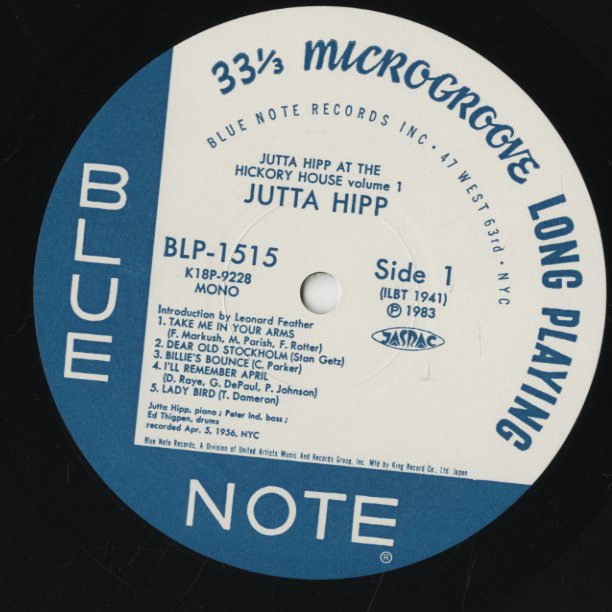 33⅓ MICROGROOVE LONG PLAYING
BLUE NOTE RECORDS INC • 47 WEST 63rd • NYC
JUTTA HIPP AT THE
HICKORY HOUSE volume 1
JUTTA HIPP
BLP-1515
K18P-9228
MONO
Side 1
(ILBT 1941)
Ⓟ 1983
JASRAC
Introduction by Leonard Feather
1. TAKE ME IN YOUR ARMS
(F. Markush, M. Parish, F. Rotter)
2. DEAR OLD STOCKHOLM (Stan Getz)
3. BILLIE'S BOUNCE (C. Parker)
4. I'LL REMEMBER APRIL
(D. Raye, G. DePaul, P. Johnson)
5. LADY BIRD (T. Dameron)
Jutta Hipp, piano ; Peter Ind, bass ;
Ed Thigpen, drums
recorded Apr. 5, 1956, NYC
Blue Note Records, A Division of United Artists Music And Records Group, Inc. Mfd by King Record Co., Ltd. Japan
BLUE
NOTE
®